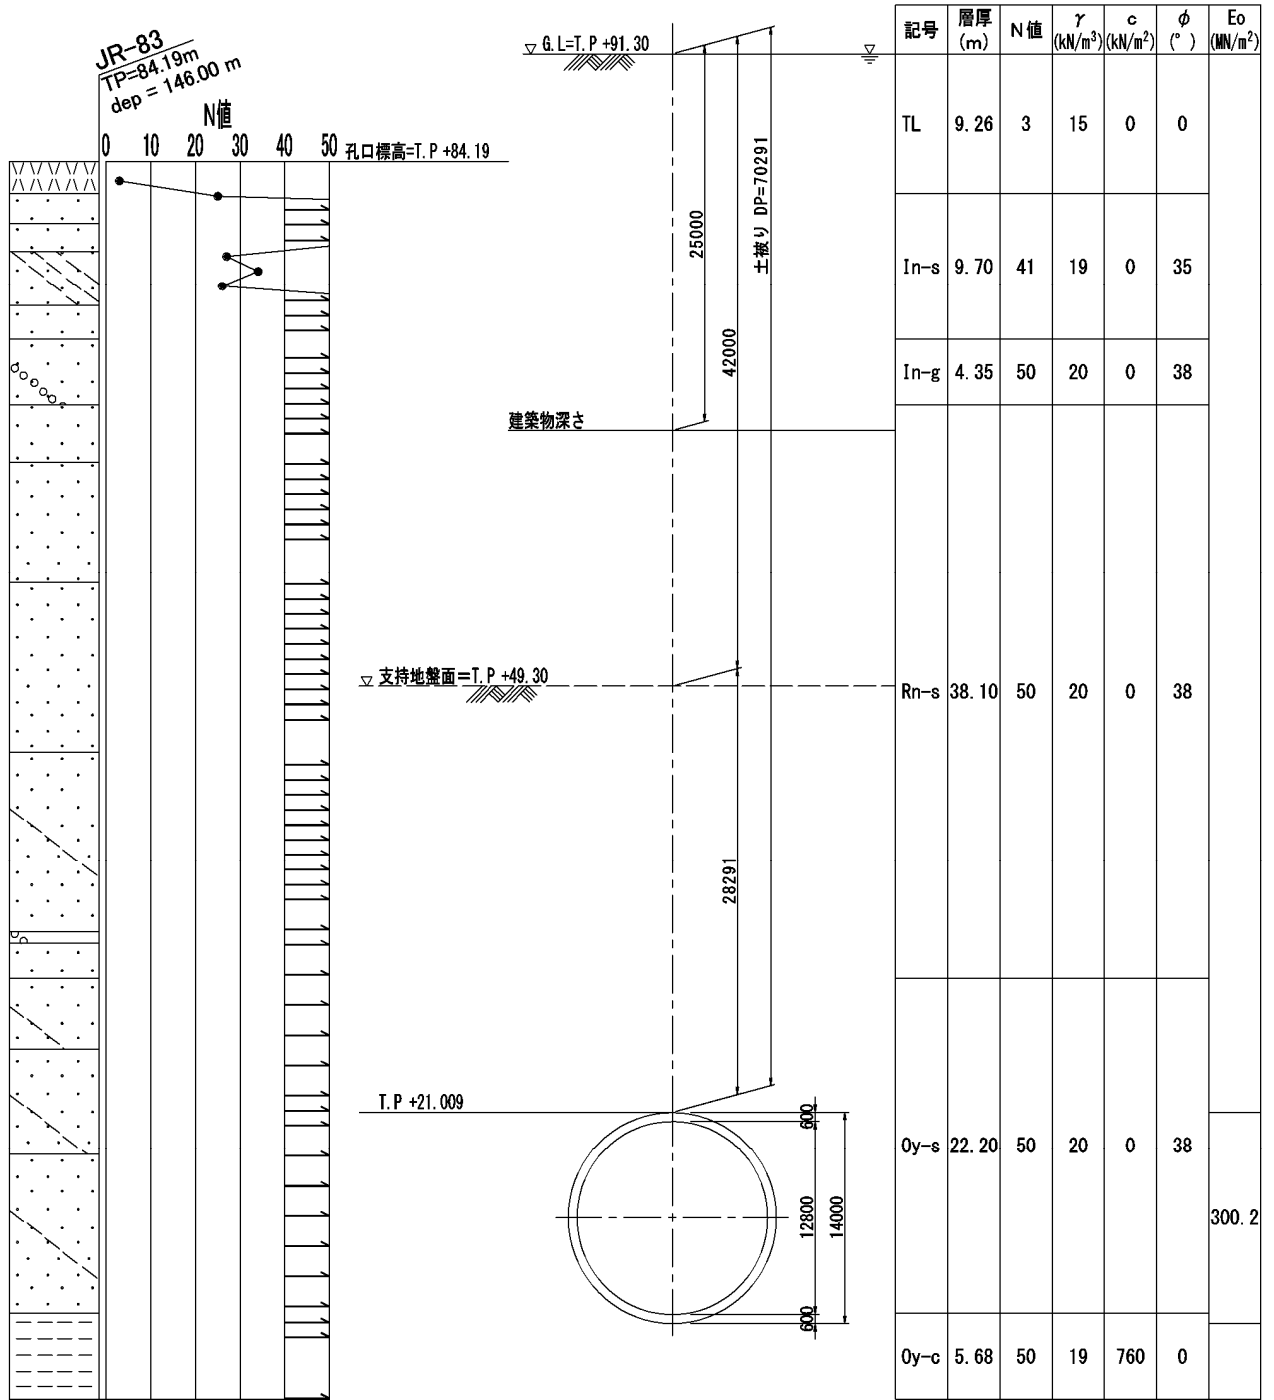 JR-83
TP=84.19m
dep = 146.00 m
N値
0 10 20 30 40 50
孔口標高=T.P +84.19
G.L=T.P +91.30
25000
42000
土被り DP=70291
建築物深さ
支持地盤面=T.P +49.30
28291
T.P +21.009
600
12800
14000
600
記号 層厚 (m) N値 γ (kN/m³) c (kN/m²) φ (°) Eo (MN/m²)
TL 9.26 3 15 0 0
In-s 9.70 41 19 0 35
In-g 4.35 50 20 0 38
Rn-s 38.10 50 20 0 38
Oy-s 22.20 50 20 0 38
300.2
Oy-c 5.68 50 19 760 0